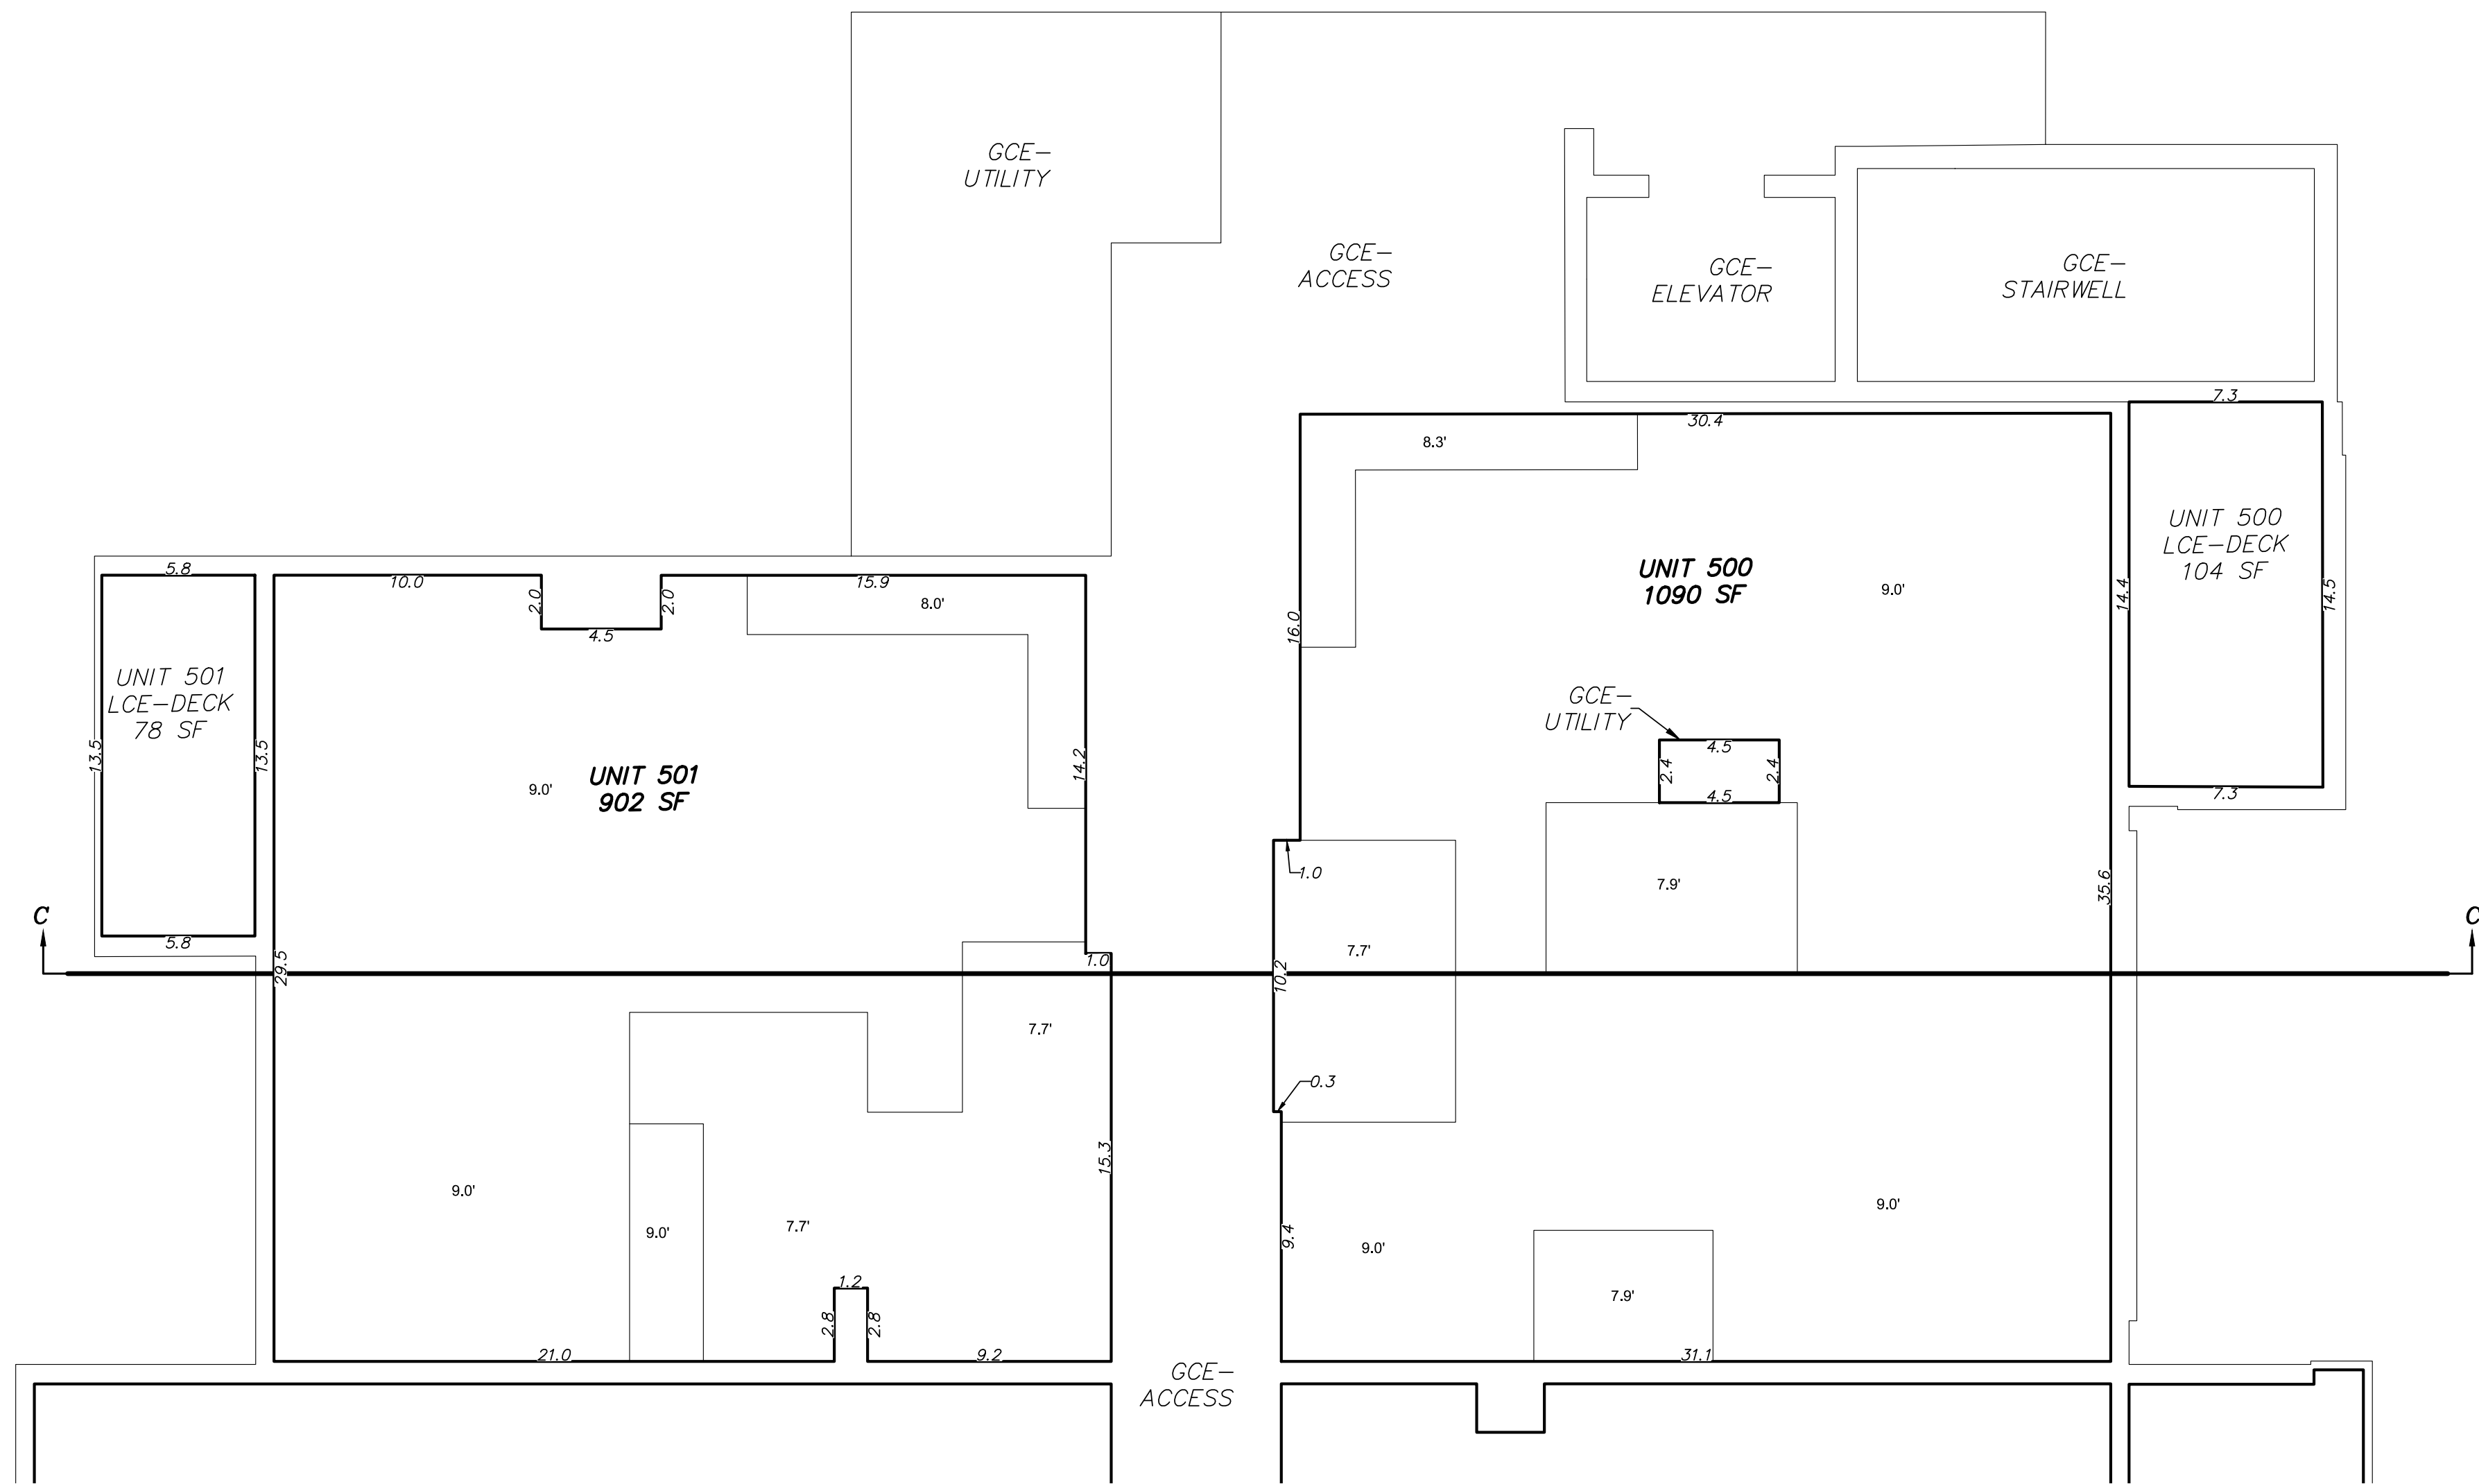 GCE-
UTILITY
GCE-
ACCESS
GCE-
ELEVATOR
GCE-
STAIRWELL
7.3
30.4
8.3'
UNIT 500
LCE-DECK
104 SF
14.4
14.5
7.3
UNIT 500
1090 SF
9.0'
16.0
5.8
10.0
2.0
4.5
2.0
15.9
8.0'
UNIT 501
LCE-DECK
78 SF
13.5
13.5
5.8
14.2
UNIT 501
902 SF
9.0'
GCE-
UTILITY
4.5
2.4
2.4
4.5
1.0
7.9'
35.6
C
C
29.5
1.0
7.7'
10.2
7.7'
0.3
15.3
9.0'
9.0'
7.7'
9.4
9.0'
9.0'
7.9'
1.2
2.8
2.8
21.0
9.2
31.1
GCE-
ACCESS